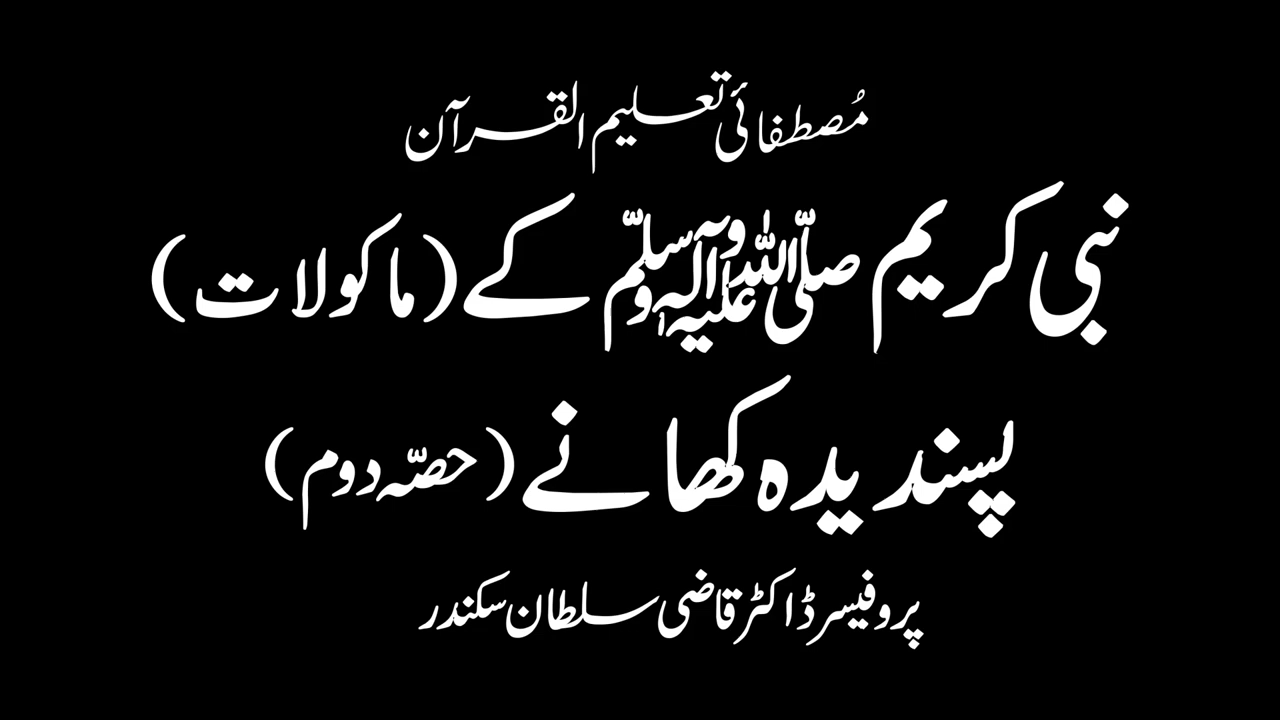 مُصطفائی تعلیم القرآن
نبی کریم صلی اللہ علیہ وآلہ وسلم کے (ماکولات)
پسندیدہ کھانے (حصّہ دوم)
پروفیسر ڈاکٹر قاضی سلطان سکندر